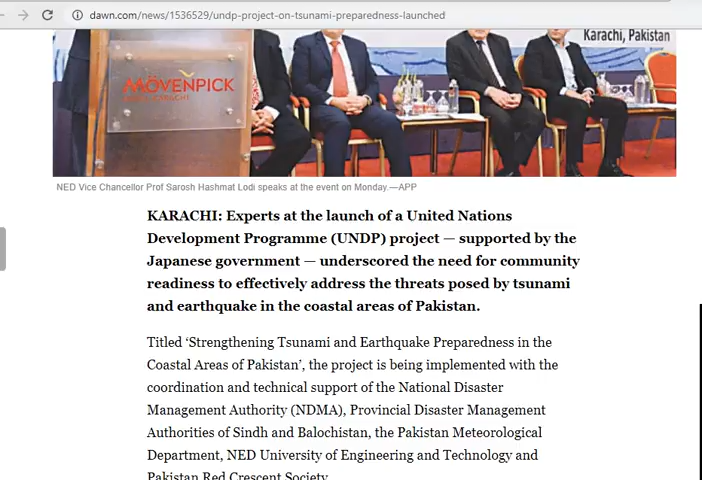 dawn.com/news/1536529/undp-project-on-tsunami-preparedness-launched
Karachi, Pakistan
MÖVENPICK
NED Vice Chancellor Prof Sarosh Hashmat Lodi speaks at the event on Monday.—APP
KARACHI: Experts at the launch of a United Nations
Development Programme (UNDP) project — supported by the
Japanese government — underscored the need for community
readiness to effectively address the threats posed by tsunami
and earthquake in the coastal areas of Pakistan.
Titled ‘Strengthening Tsunami and Earthquake Preparedness in the
Coastal Areas of Pakistan’, the project is being implemented with the
coordination and technical support of the National Disaster
Management Authority (NDMA), Provincial Disaster Management
Authorities of Sindh and Balochistan, the Pakistan Meteorological
Department, NED University of Engineering and Technology and
Pakistan Red Crescent Society.